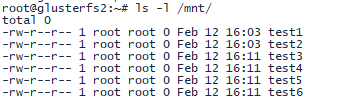 root@glusterfs2:~# ls -l /mnt/
total 0
-rw-r--r-- 1 root root 0 Feb 12 16:03 test1
-rw-r--r-- 1 root root 0 Feb 12 16:03 test2
-rw-r--r-- 1 root root 0 Feb 12 16:11 test3
-rw-r--r-- 1 root root 0 Feb 12 16:11 test4
-rw-r--r-- 1 root root 0 Feb 12 16:11 test5
-rw-r--r-- 1 root root 0 Feb 12 16:11 test6